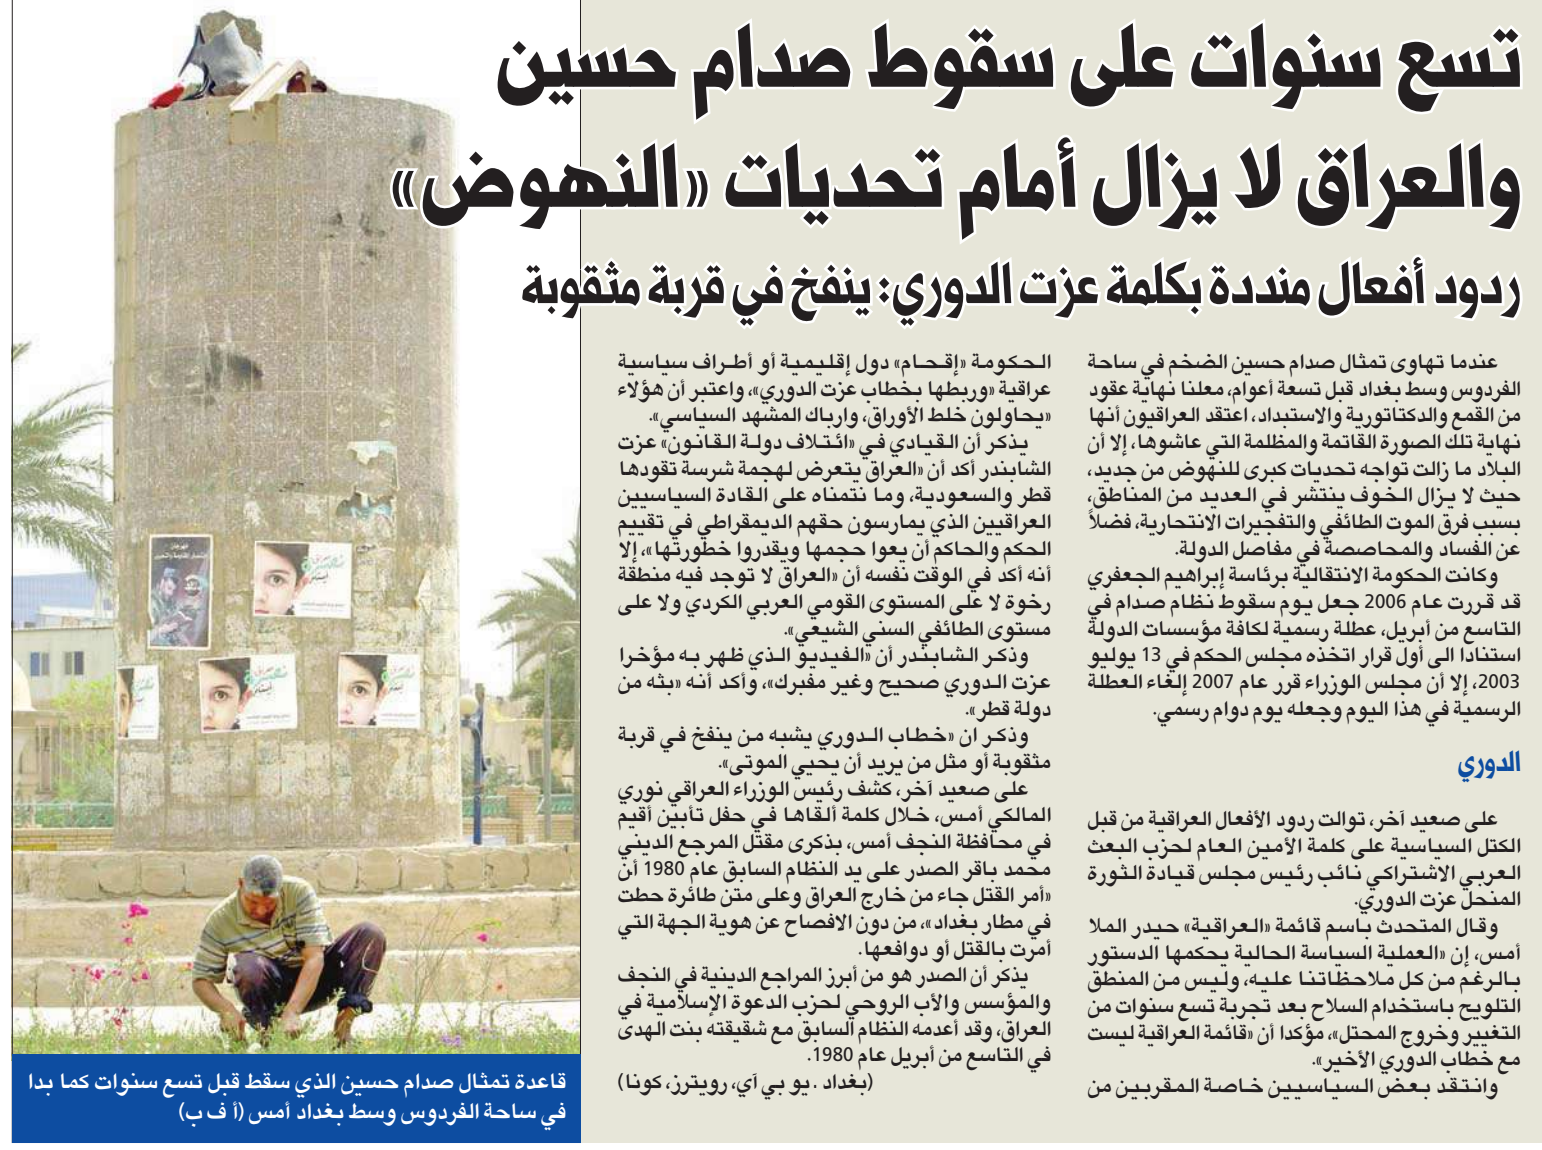 تسع سنوات على سقوط صدام حسين
والعراق لا يزال أمام تحديات «النهوض»
ردود أفعال منددة بكلمة عزت الدوري: ينفخ في قربة مثقوبة
عندما تهاوى تمثال صدام حسين الضخم في ساحة
الفردوس وسط بغداد قبل تسعة أعوام، معلنا نهاية عقود
من القمع والدكتاتورية والاستبداد، اعتقد العراقيون أنها
نهاية تلك الصورة القاتمة والمظلمة التي عاشوها، إلا أن
البلاد ما زالت تواجه تحديات كبرى للنهوض من جديد،
حيث لا يزال الخوف ينتشر في العديد من المناطق،
بسبب فرق الموت الطائفي والتفجيرات الانتحارية، فضلاً
عن الفساد والمحاصصة في مفاصل الدولة.
وكانت الحكومة الانتقالية برئاسة إبراهيم الجعفري
قد قررت عام 2006 جعل يوم سقوط نظام صدام في
التاسع من أبريل، عطلة رسمية لكافة مؤسسات الدولة
استنادا الى أول قرار اتخذه مجلس الحكم في 13 يوليو
2003، إلا أن مجلس الوزراء قرر عام 2007 إلغاء العطلة
الرسمية في هذا اليوم وجعله يوم دوام رسمي.
الدوري
على صعيد آخر، توالت ردود الأفعال العراقية من قبل
الكتل السياسية على كلمة الأمين العام لحزب البعث
العربي الاشتراكي نائب رئيس مجلس قيادة الثورة
المنحل عزت الدوري.
وقال المتحدث باسم قائمة «العراقية» حيدر الملا
أمس، إن «العملية السياسة الحالية يحكمها الدستور
بالرغم من كل ملاحظاتنا عليه، وليس من المنطق
التلويح باستخدام السلاح بعد تجربة تسع سنوات من
التغيير وخروج المحتل»، مؤكدا أن «قائمة العراقية ليست
مع خطاب الدوري الأخير».
وانتقد بعض السياسيين خاصة المقربين من
الحكومة «إقحام» دول إقليمية أو أطراف سياسية
عراقية «وربطها بخطاب عزت الدوري»، واعتبر أن هؤلاء
«يحاولون خلط الأوراق، وارباك المشهد السياسي».
يذكر أن القيادي في «ائتلاف دولة القانون» عزت
الشابندر أكد أن «العراق يتعرض لهجمة شرسة تقودها
قطر والسعودية، وما نتمناه على القادة السياسيين
العراقيين الذي يمارسون حقهم الديمقراطي في تقييم
الحكم والحاكم أن يعوا حجمها ويقدروا خطورتها»، إلا
أنه أكد في الوقت نفسه أن «العراق لا توجد فيه منطقة
رخوة لا على المستوى القومي العربي الكردي ولا على
مستوى الطائفي السني الشيعي».
وذكر الشابندر أن «الفيديو الذي ظهر به مؤخرا
عزت الدوري صحيح وغير مفبرك»، وأكد أنه «بثه من
دولة قطر».
وذكر ان «خطاب الدوري يشبه من ينفخ في قربة
مثقوبة أو مثل من يريد أن يحيي الموتى».
على صعيد آخر، كشف رئيس الوزراء العراقي نوري
المالكي أمس، خلال كلمة ألقاها في حفل تأبين أقيم
في محافظة النجف أمس، بذكرى مقتل المرجع الديني
محمد باقر الصدر على يد النظام السابق عام 1980 أن
«أمر القتل جاء من خارج العراق وعلى متن طائرة حطت
في مطار بغداد»، من دون الافصاح عن هوية الجهة التي
أمرت بالقتل أو دوافعها.
يذكر أن الصدر هو من أبرز المراجع الدينية في النجف
والمؤسس والأب الروحي لحزب الدعوة الإسلامية في
العراق، وقد أعدمه النظام السابق مع شقيقته بنت الهدى
في التاسع من أبريل عام 1980.
(بغداد . يو بي آي، رويترز، كونا)
قاعدة تمثال صدام حسين الذي سقط قبل تسع سنوات كما بدا
في ساحة الفردوس وسط بغداد أمس (أ ف ب)